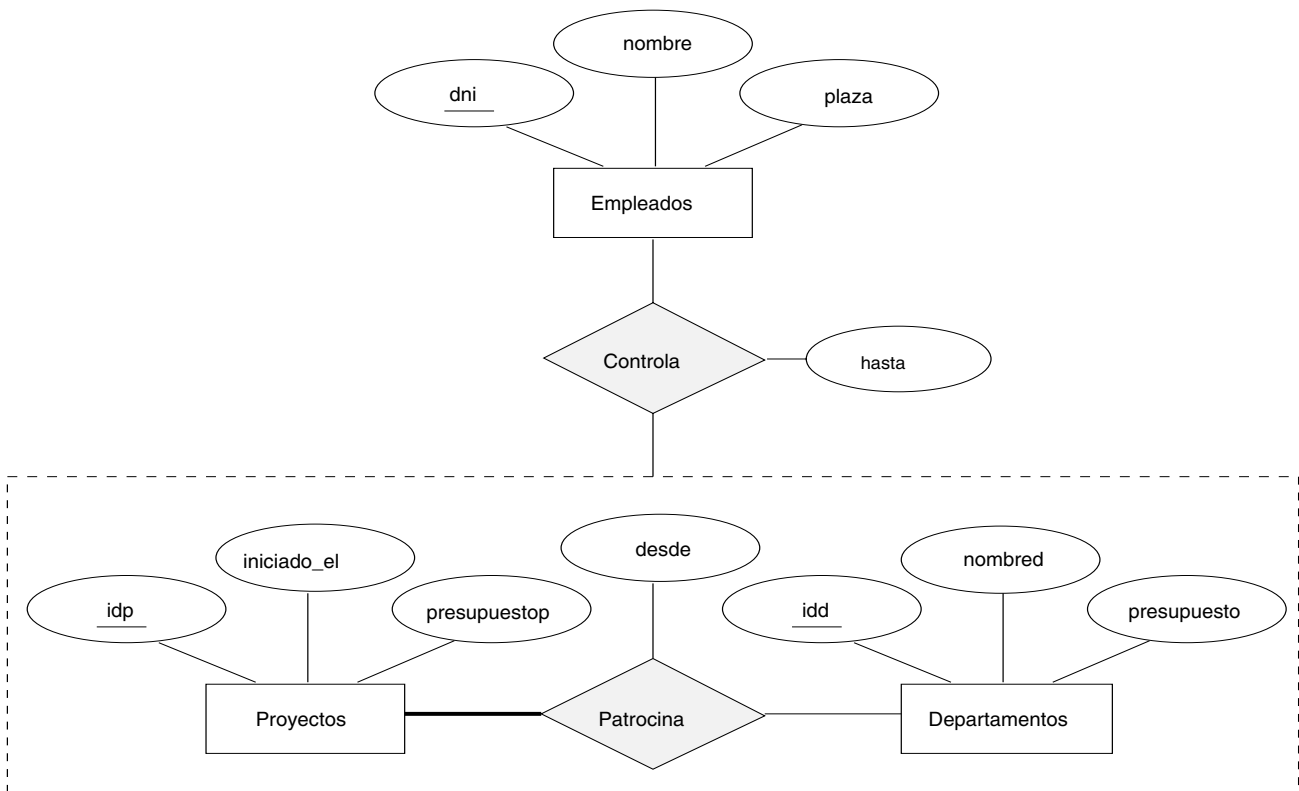 nombre
dni
plaza
Empleados
Controla
hasta
iniciado_el
desde
nombred
idp
presupuestop
idd
presupuesto
Proyectos
Patrocina
Departamentos